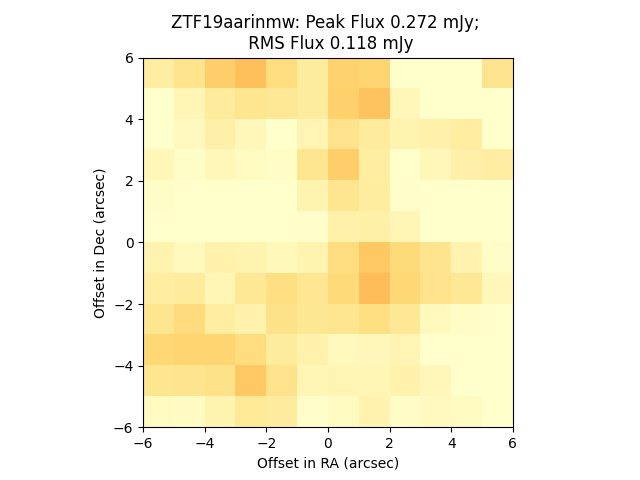 ZTF19aarinmw: Peak Flux 0.272 mJy;
RMS Flux 0.118 mJy
6
4
2
0
−2
−4
−6
Offset in Dec (arcsec)
−6 −4 −2 0 2 4 6
Offset in RA (arcsec)